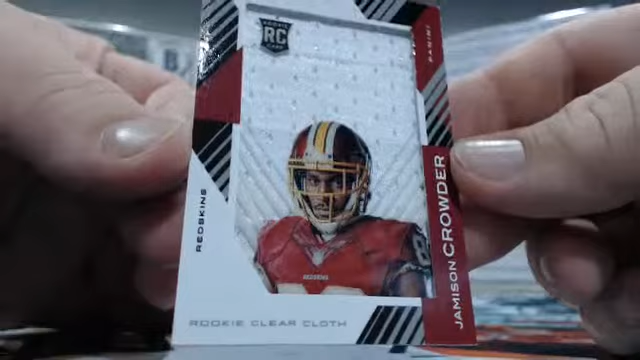 RC
PANINI
REDSKINS
JAMISON CROWDER
ROOKIE CLEAR CLOTH